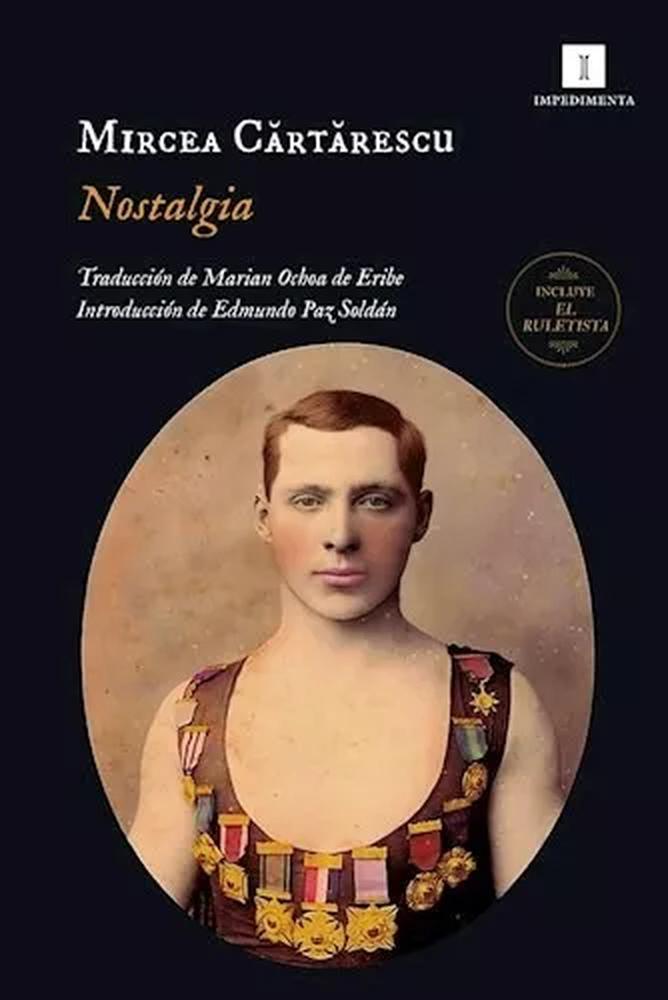 I
IMPEDIMENTA
MIRCEA CĂRTĂRESCU
Nostalgia
Traducción de Marian Ochoa de Eribe
Introducción de Edmundo Paz Soldán
INCLUYE
EL
RULETISTA